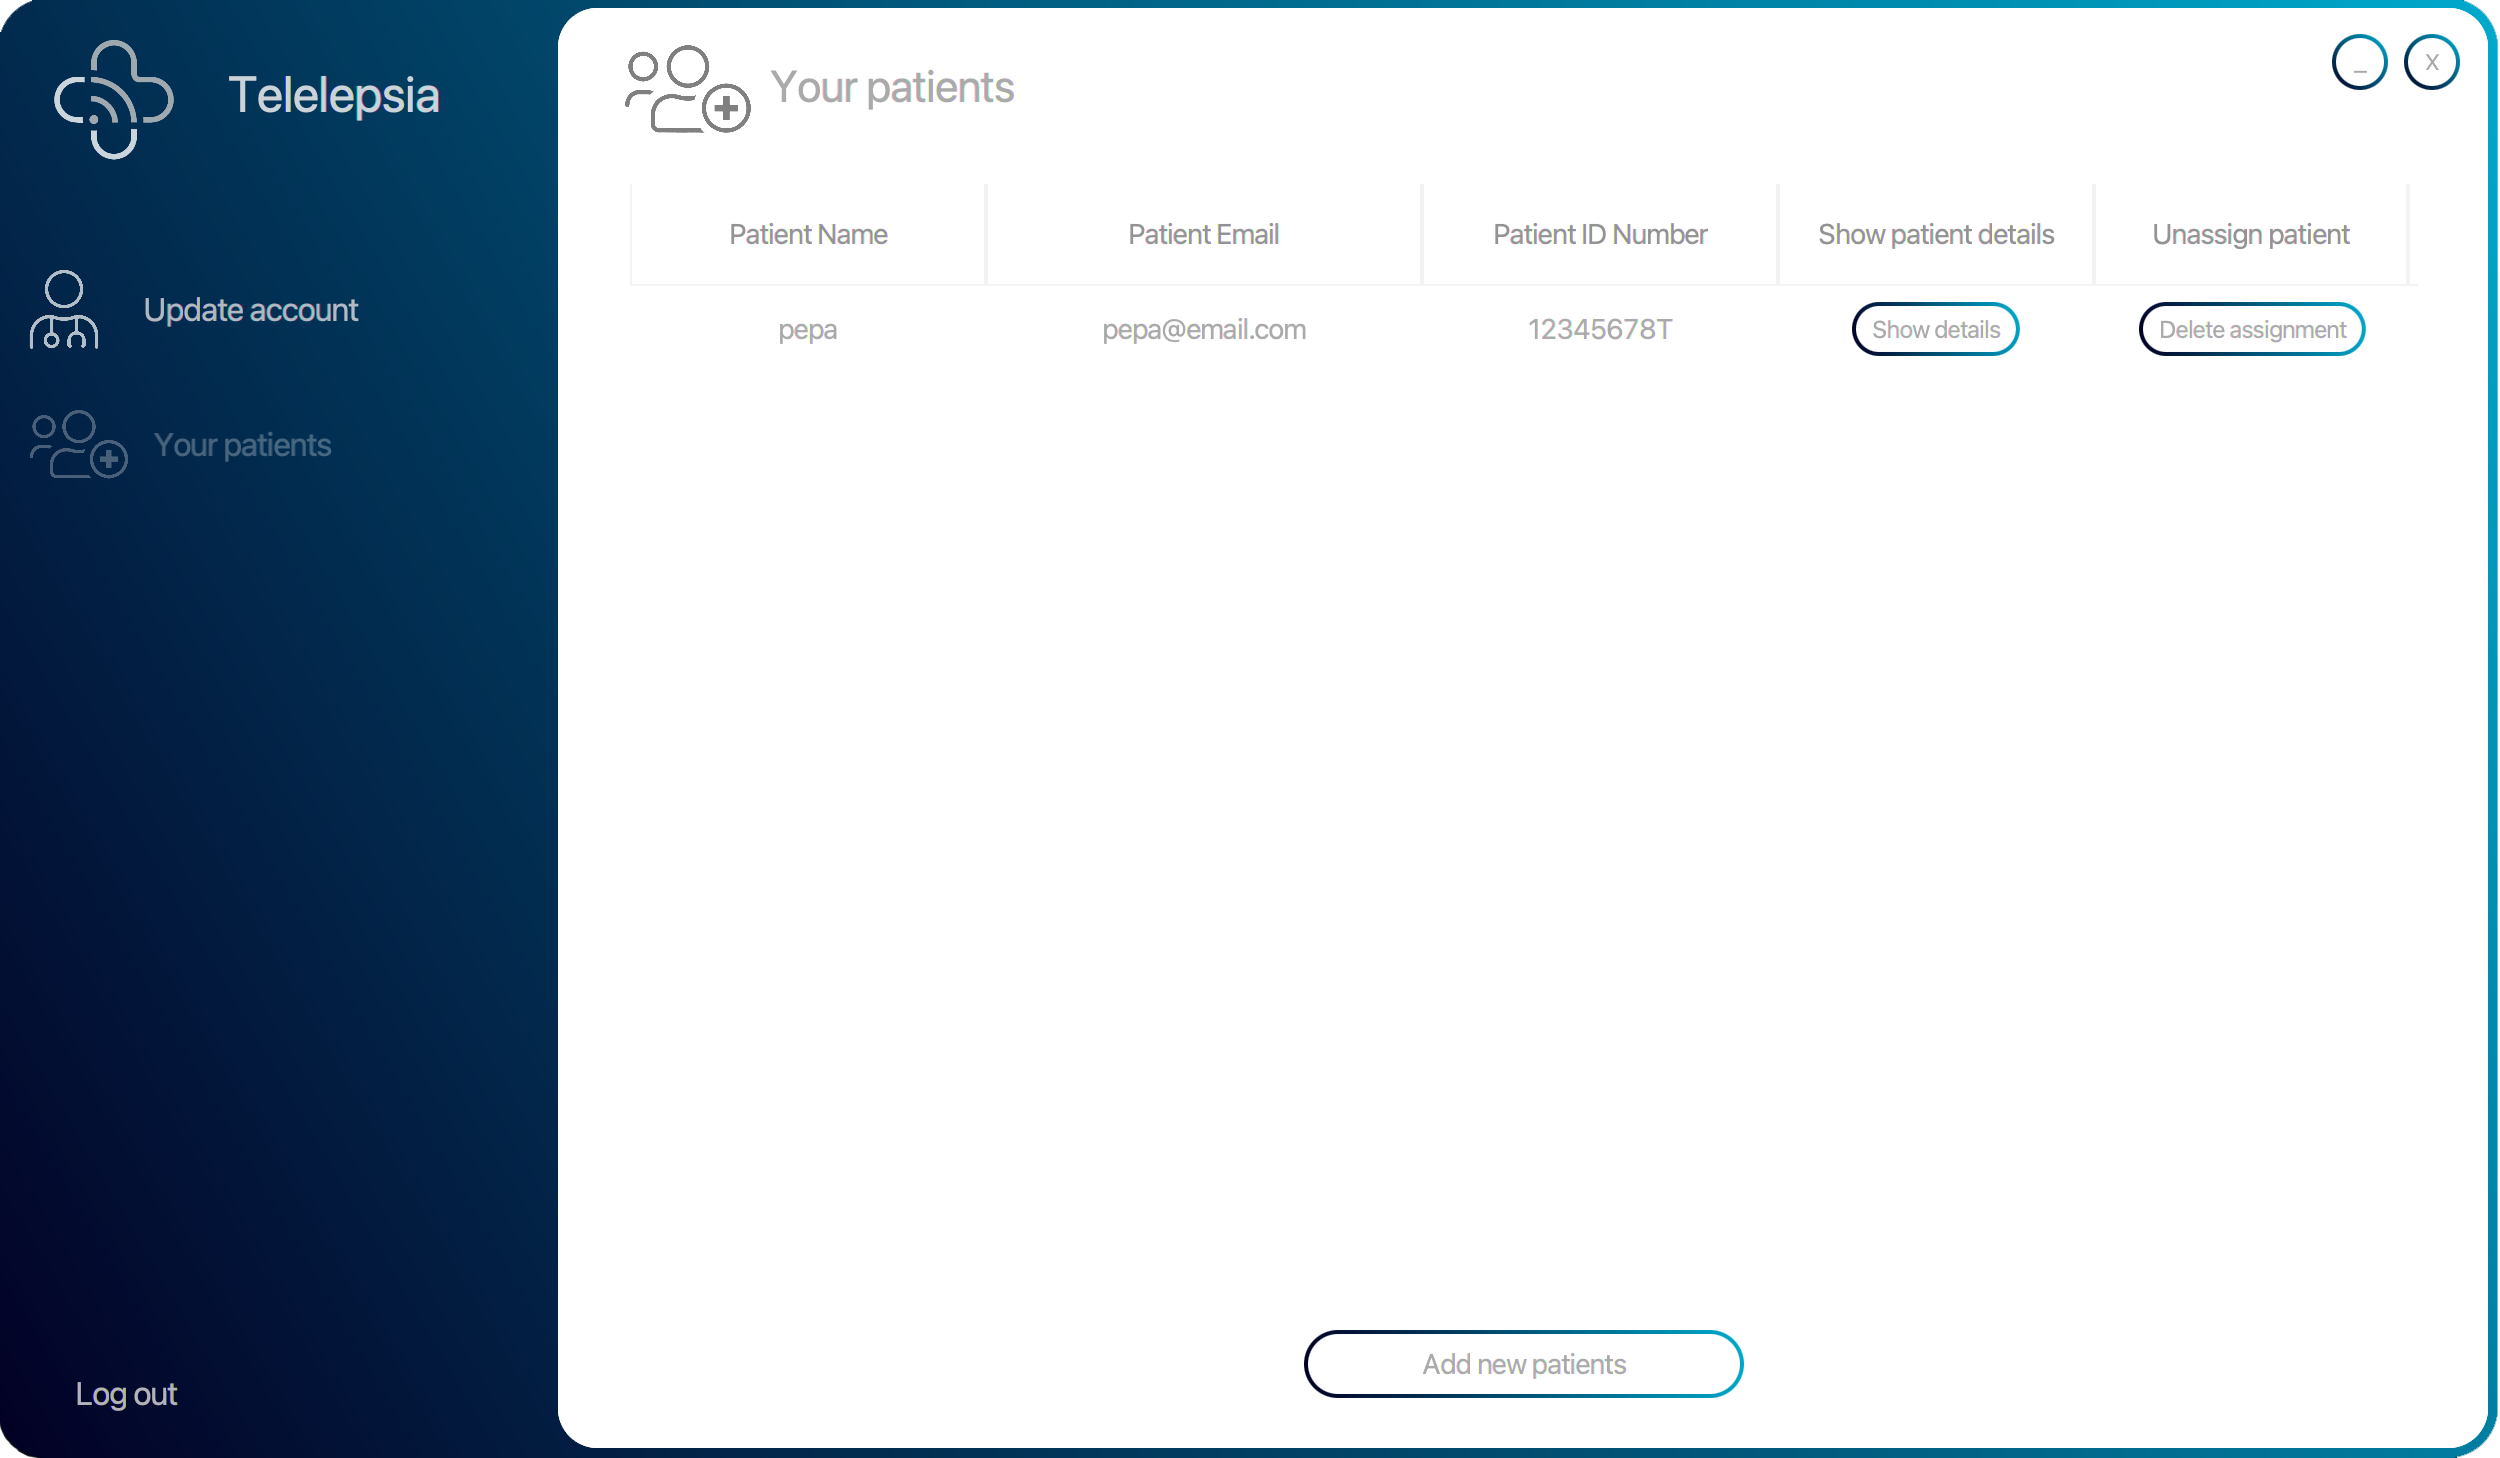 Telelepsia
Update account
Your patients
Log out
Your patients
_ X
Patient Name Patient Email Patient ID Number Show patient details Unassign patient
pepa pepa@email.com 12345678T Show details Delete assignment
Add new patients